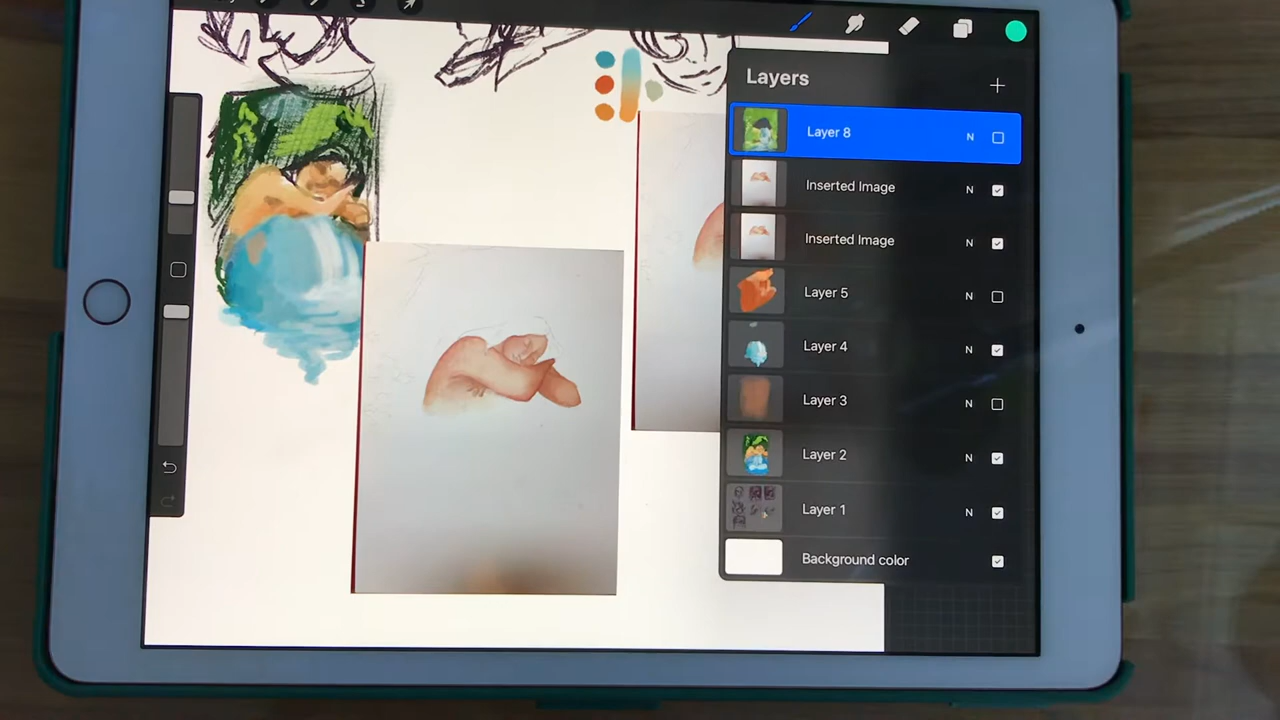 Layers
Layer 8 N
Inserted Image N
Inserted Image N
Layer 5 N
Layer 4 N
Layer 3 N
Layer 2 N
Layer 1 N
Background color